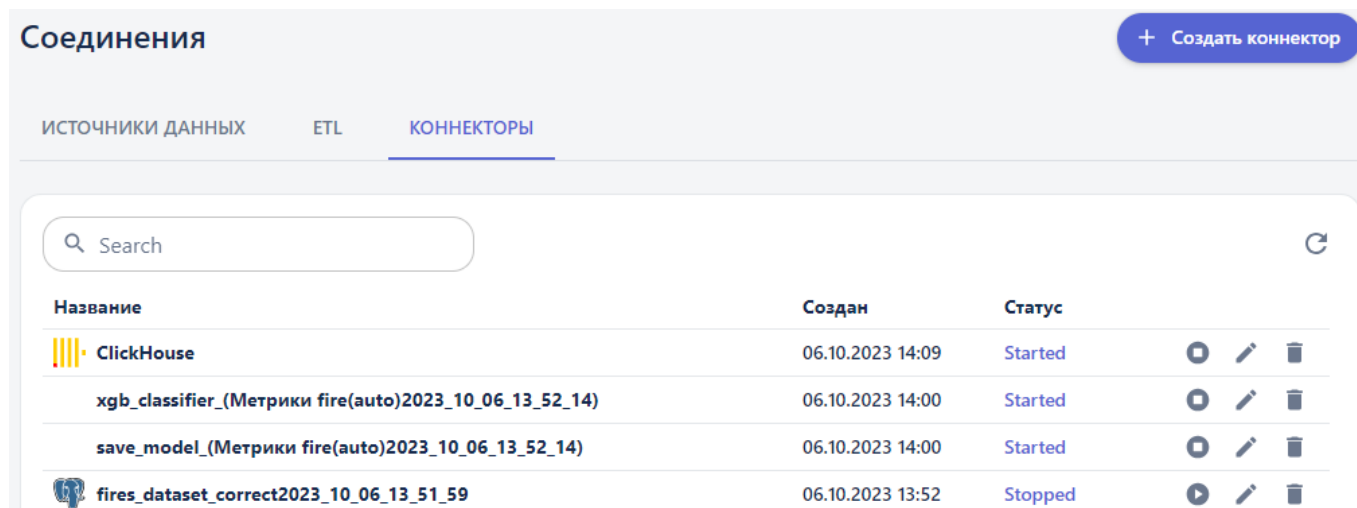 Соединения
+ Создать коннектор
ИСТОЧНИКИ ДАННЫХ ETL КОННЕКТОРЫ
Search
Название Создан Статус
ClickHouse 06.10.2023 14:09 Started
xgb_classifier_(Метрики fire(auto)2023_10_06_13_52_14) 06.10.2023 14:00 Started
save_model_(Метрики fire(auto)2023_10_06_13_52_14) 06.10.2023 14:00 Started
fires_dataset_correct2023_10_06_13_51_59 06.10.2023 13:52 Stopped